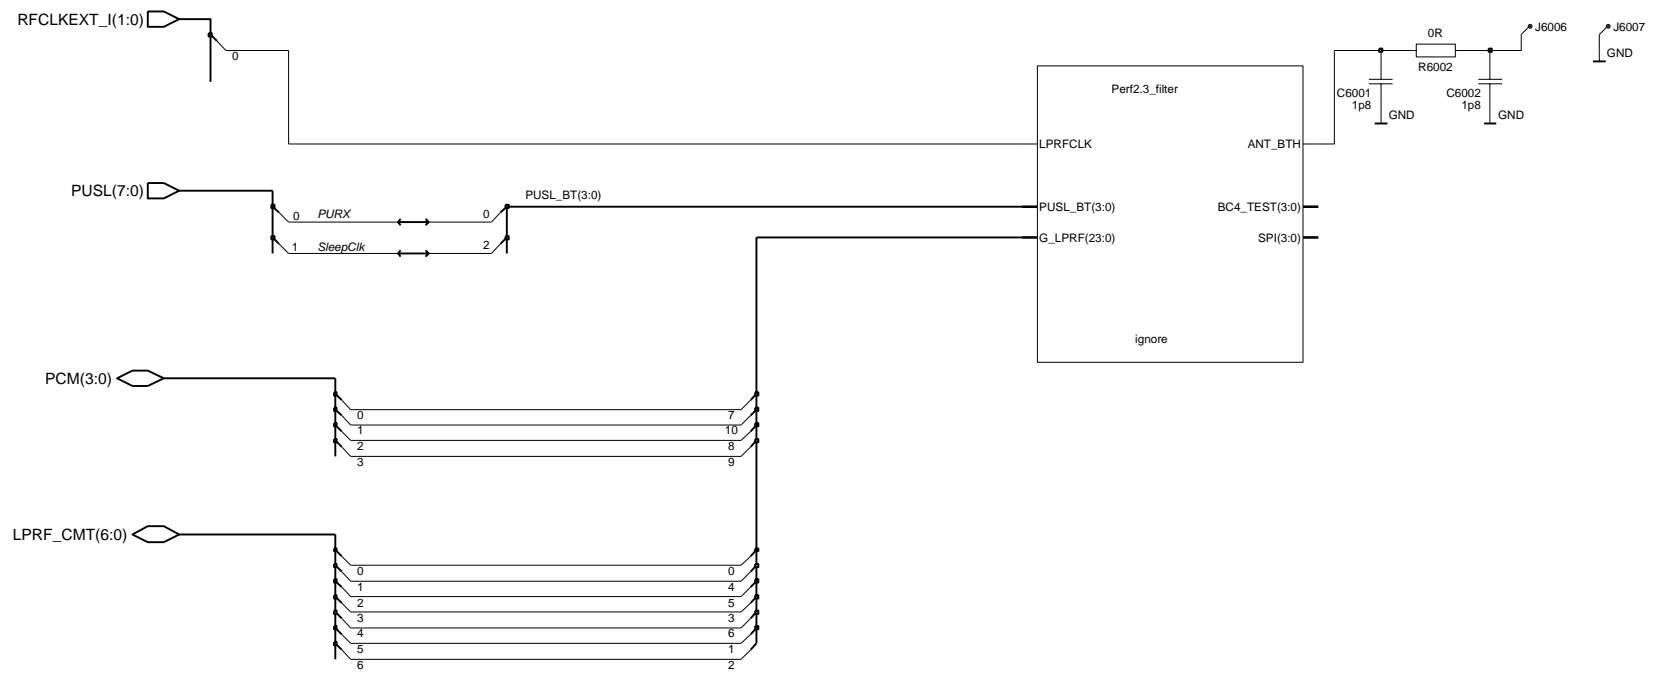 RFCLKEXT_I(1:0)
0
0R
J6006
J6007
GND
R6002
C6001
1p8
GND
C6002
1p8
GND
Perf2.3_filter
LPRFCLK
ANT_BTH
PUSL(7:0)
0 PURX 0
PUSL_BT(3:0)
PUSL_BT(3:0)
BC4_TEST(3:0)
1 SleepClk 2
G_LPRF(23:0)
SPI(3:0)
ignore
PCM(3:0)
0 7
1 10
2 8
3 9
LPRF_CMT(6:0)
0 0
1 4
2 5
3 3
4 6
5 1
6 2